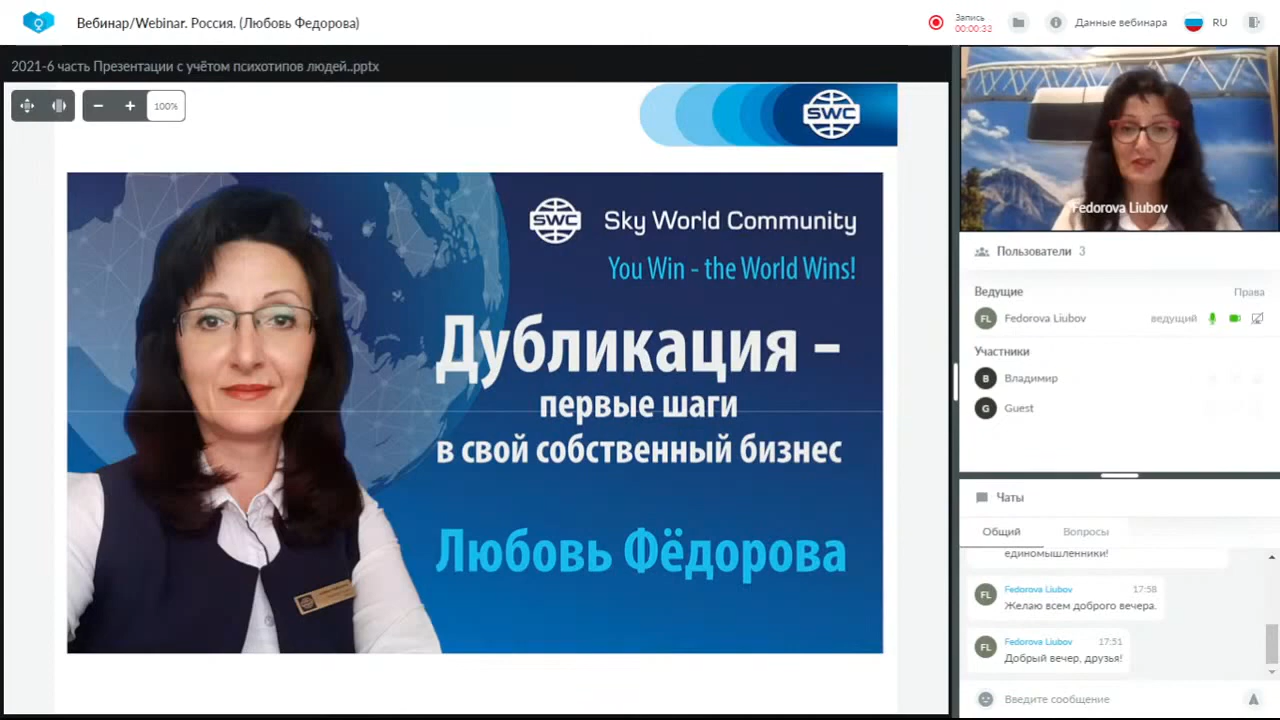 Вебинар/Webinar. Россия. (Любовь Федорова)
Запись
00:00:33
Данные вебинара
RU
2021-6 часть Презентации с учётом психотипов людей..pptx
100%
SWC
SWC
Sky World Community
You Win - the World Wins!
Дубликация –
первые шаги
в свой собственный бизнес
Любовь Фёдорова
Fedorova Liubov
Пользователи 3
Ведущие
Права
FL Fedorova Liubov ведущий
Участники
В Владимир
G Guest
Чаты
Общий
Вопросы
единомышленники!
FL Fedorova Liubov 17:58
Желаю всем доброго вечера.
FL Fedorova Liubov 17:51
Добрый вечер, друзья!
Введите сообщение